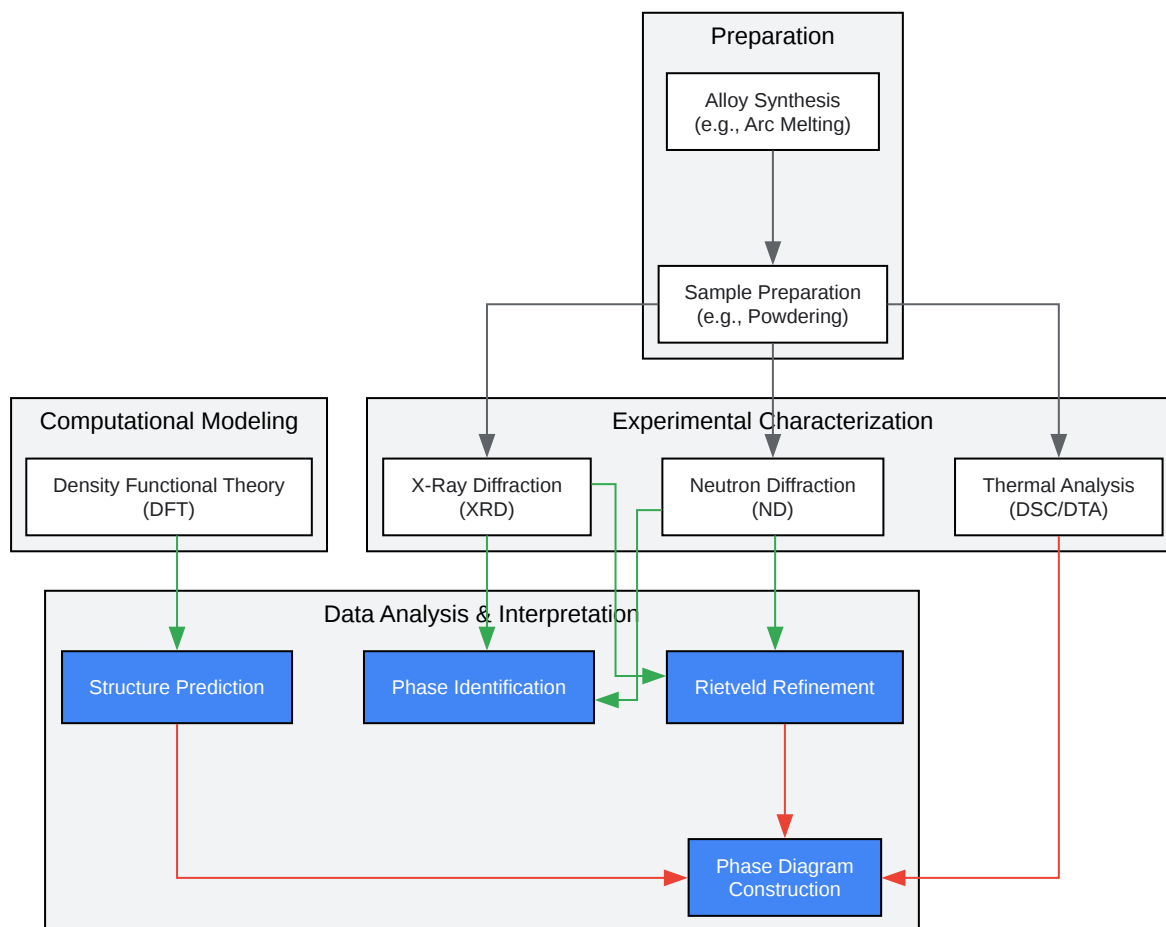 Preparation
Alloy Synthesis
(e.g., Arc Melting)
Sample Preparation
(e.g., Powdering)
Computational Modeling
Density Functional Theory
(DFT)
Experimental Characterization
X-Ray Diffraction
(XRD)
Neutron Diffraction
(ND)
Thermal Analysis
(DSC/DTA)
Data Analysis & Interpretation
Structure Prediction
Phase Identification
Rietveld Refinement
Phase Diagram
Construction